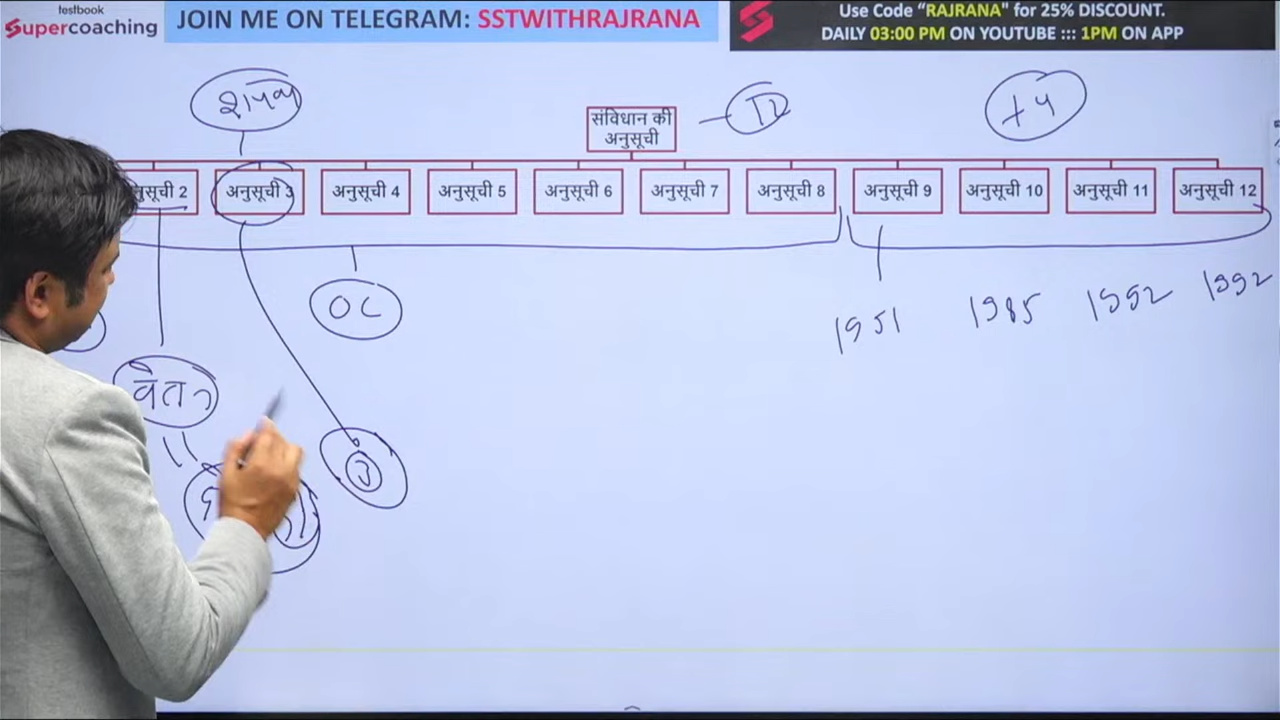 testbook
Supercoaching
JOIN ME ON TELEGRAM: SSTWITHRAJRANA
Use Code “RAJRANA" for 25% DISCOUNT.
DAILY 03:00 PM ON YOUTUBE ::: 1PM ON APP
शपथ
संविधान की
अनुसूची
12
+4
अनुसूची 3
अनुसूची 4
अनुसूची 5
अनुसूची 6
अनुसूची 7
अनुसूची 8
अनुसूची 9
अनुसूची 10
अनुसूची 11
अनुसूची 12
OC
1951
1985
1992
1992
वेतन
3